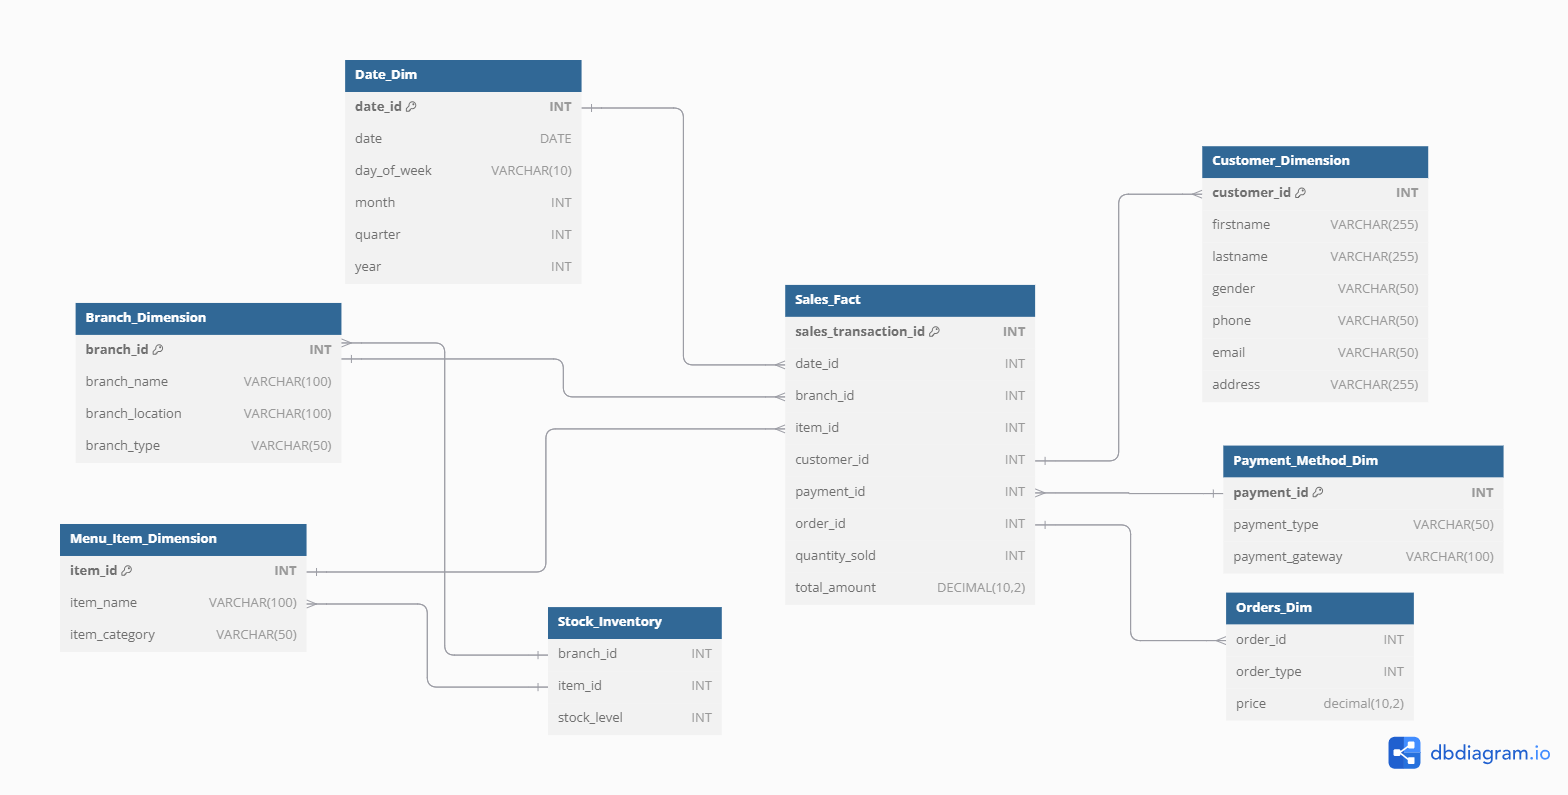 Date_Dim
date_id INT
date DATE
day_of_week VARCHAR(10)
month INT
quarter INT
year INT
Branch_Dimension
branch_id INT
branch_name VARCHAR(100)
branch_location VARCHAR(100)
branch_type VARCHAR(50)
Menu_Item_Dimension
item_id INT
item_name VARCHAR(100)
item_category VARCHAR(50)
Stock_Inventory
branch_id INT
item_id INT
stock_level INT
Sales_Fact
sales_transaction_id INT
date_id INT
branch_id INT
item_id INT
customer_id INT
payment_id INT
order_id INT
quantity_sold INT
total_amount DECIMAL(10,2)
Customer_Dimension
customer_id INT
firstname VARCHAR(255)
lastname VARCHAR(255)
gender VARCHAR(50)
phone VARCHAR(50)
email VARCHAR(50)
address VARCHAR(255)
Payment_Method_Dim
payment_id INT
payment_type VARCHAR(50)
payment_gateway VARCHAR(100)
Orders_Dim
order_id INT
order_type INT
price decimal(10,2)
dbdiagram.io